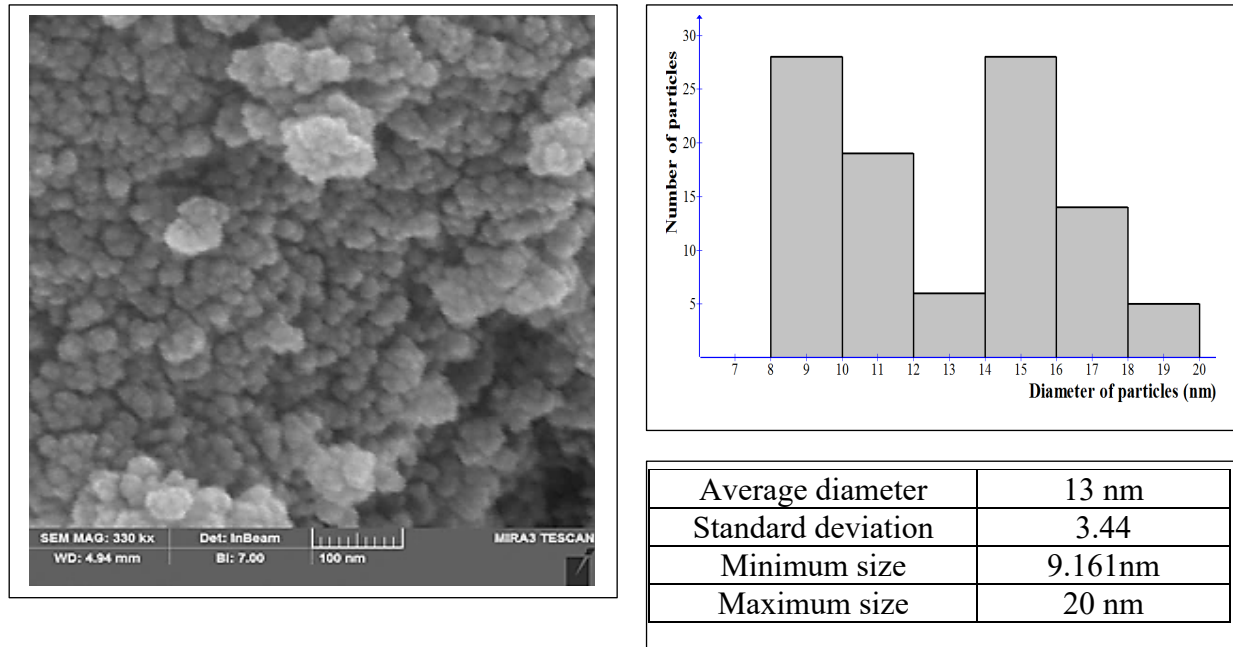 SEM MAG: 330 kx Det: InBeam MIRA3 TESCAN
WD: 4.94 mm BI: 7.00 100 nm
Number of particles
30
25
20
15
10
5
7 8 9 10 11 12 13 14 15 16 17 18 19 20
Diameter of particles (nm)
Average diameter 13 nm
Standard deviation 3.44
Minimum size 9.161nm
Maximum size 20 nm